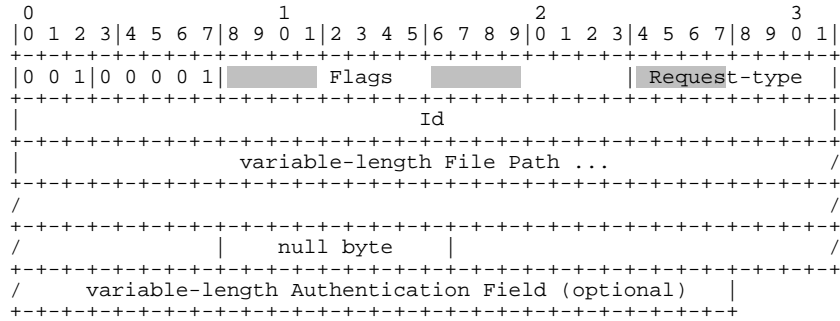 0                   1                   2                   3
|0 1 2 3|4 5 6 7|8 9 0 1|2 3 4 5|6 7 8 9|0 1 2 3|4 5 6 7|8 9 0 1|
+-+-+-+-+-+-+-+-+-+-+-+-+-+-+-+-+-+-+-+-+-+-+-+-+-+-+-+-+-+-+-+-+
|0 0 1|0 0 0 0 1|        Flags                  | Request-type  |
+-+-+-+-+-+-+-+-+-+-+-+-+-+-+-+-+-+-+-+-+-+-+-+-+-+-+-+-+-+-+-+-+
|                               Id                              |
+-+-+-+-+-+-+-+-+-+-+-+-+-+-+-+-+-+-+-+-+-+-+-+-+-+-+-+-+-+-+-+-+
|                 variable-length File Path ...                 /
+-+-+-+-+-+-+-+-+-+-+-+-+-+-+-+-+-+-+-+-+-+-+-+-+-+-+-+-+-+-+-+-+
/                                                               /
+-+-+-+-+-+-+-+-+-+-+-+-+-+-+-+-+-+-+-+-+-+-+-+-+-+-+-+-+-+-+-+-+
/               |    null byte    |                             /
+-+-+-+-+-+-+-+-+-+-+-+-+-+-+-+-+-+-+-+-+-+-+-+-+-+-+-+-+-+-+-+-+
/     variable-length Authentication Field (optional)   |
+-+-+-+-+-+-+-+-+-+-+-+-+-+-+-+-+-+-+-+-+-+-+-+-+-+-+-+-+